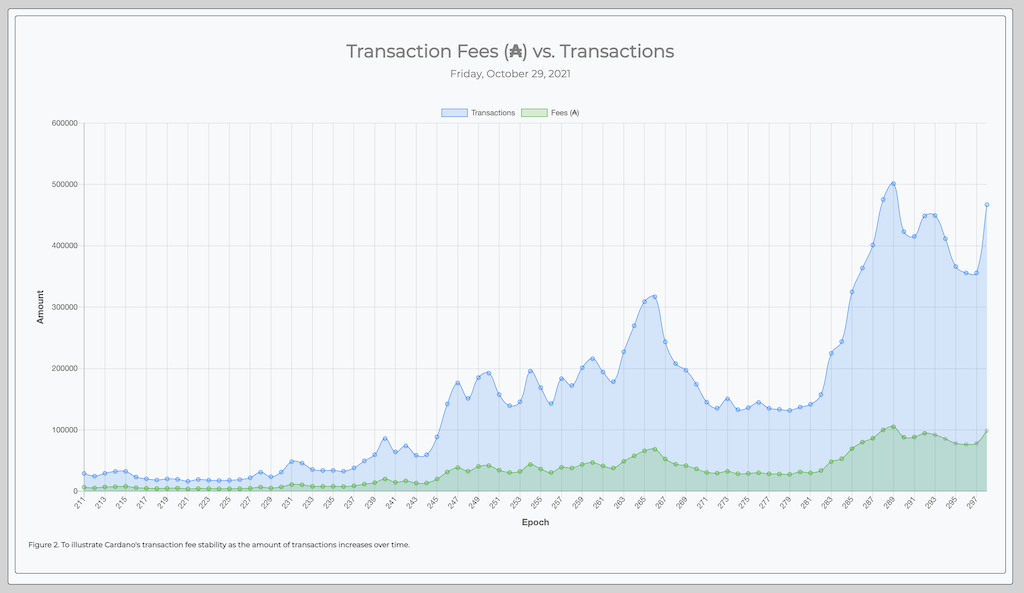 Transaction Fees (₳) vs. Transactions
Friday, October 29, 2021
Transactions Fees (₳)
600000
500000
400000
300000
200000
100000
0
Amount
211 213 215 217 219 221 223 225 227 229 231 233 235 237 239 241 243 245 247 249 251 253 255 257 259 261 263 265 267 269 271 273 275 277 279 281 283 285 287 289 291 293 295 297
Epoch
Figure 2. To illustrate Cardano's transaction fee stability as the amount of transactions increases over time.